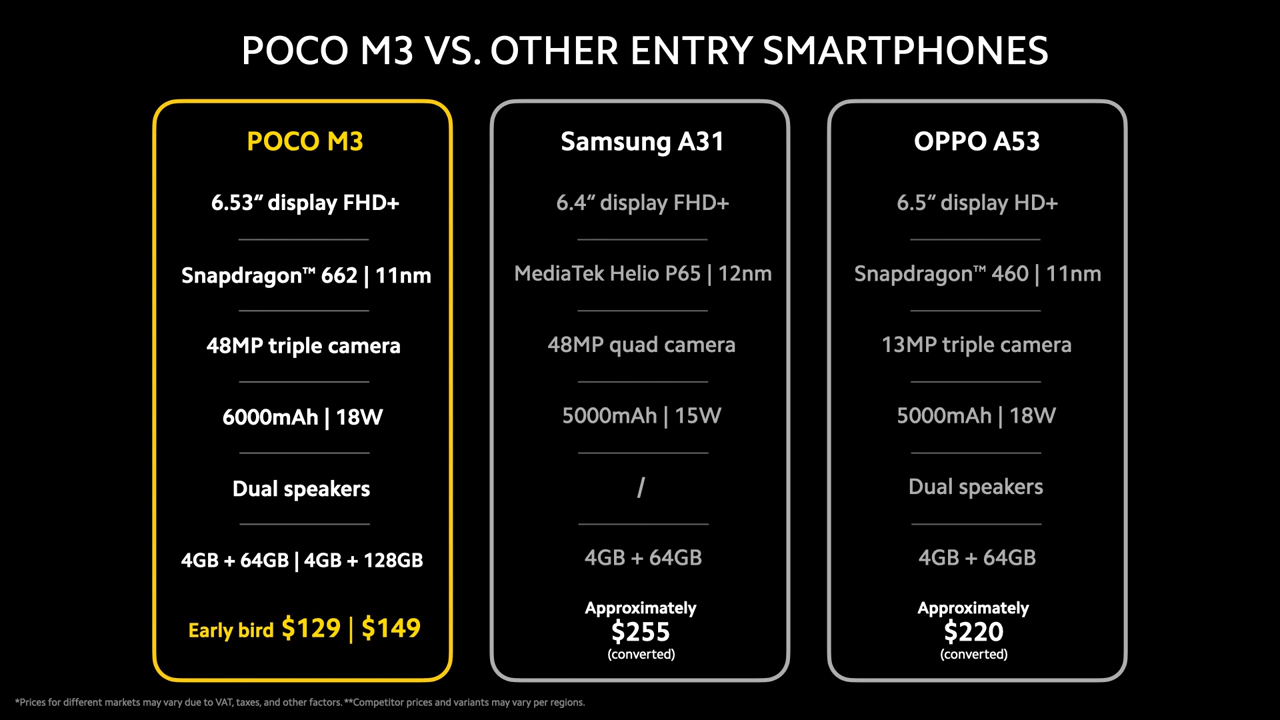 POCO M3 VS. OTHER ENTRY SMARTPHONES
POCO M3
6.53“ display FHD+
Snapdragon™ 662 | 11nm
48MP triple camera
6000mAh | 18W
Dual speakers
4GB + 64GB | 4GB + 128GB
Early bird $129 | $149
Samsung A31
6.4“ display FHD+
MediaTek Helio P65 | 12nm
48MP quad camera
5000mAh | 15W
/
4GB + 64GB
Approximately
$255
(converted)
OPPO A53
6.5“ display HD+
Snapdragon™ 460 | 11nm
13MP triple camera
5000mAh | 18W
Dual speakers
4GB + 64GB
Approximately
$220
(converted)
*Prices for different markets may vary due to VAT, taxes, and other factors. **Competitor prices and variants may vary per regions.